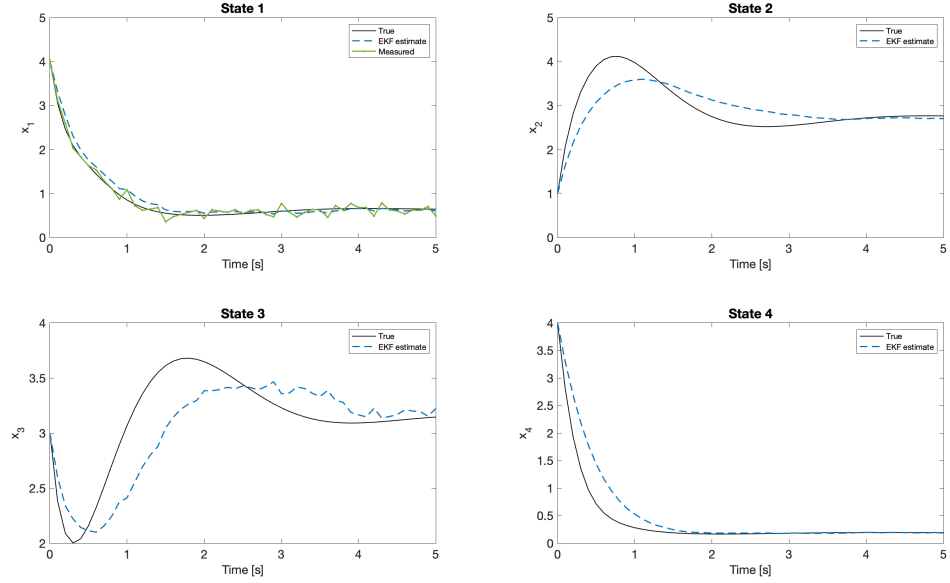 State 1
5
4
3
2
1
0
0 1 2 3 4 5
x1
Time [s]
True
EKF estimate
Measured
State 2
5
4
3
2
1
0
0 1 2 3 4 5
x2
Time [s]
True
EKF estimate
State 3
4
3.5
3
2.5
2
0 1 2 3 4 5
x3
Time [s]
True
EKF estimate
State 4
4
3.5
3
2.5
2
1.5
1
0.5
0
0 1 2 3 4 5
x4
Time [s]
True
EKF estimate